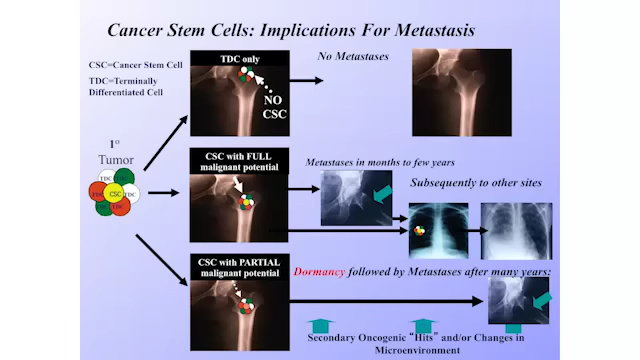 Cancer Stem Cells: Implications For Metastasis
CSC=Cancer Stem Cell
TDC=Terminally
Differentiated Cell
TDC only
NO
CSC
No Metastases
1st
Tumor
TDC
TDC
CSC
TDC
TDC
CSC with FULL
malignant potential
Metastases in months to few years
Subsequently to other sites
CSC with PARTIAL
malignant potential
Dormancy followed by Metastases after many years:
Secondary Oncogenic "Hits" and/or Changes in
Microenvironment